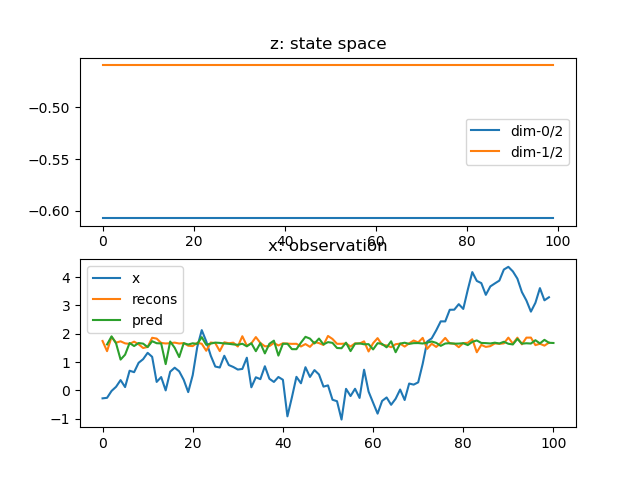 z: state space
−0.50
−0.55
−0.60
dim-0/2
dim-1/2
0 20 40 60 80 100
x: observation
4
3
2
1
0
−1
x
recons
pred
0 20 40 60 80 100